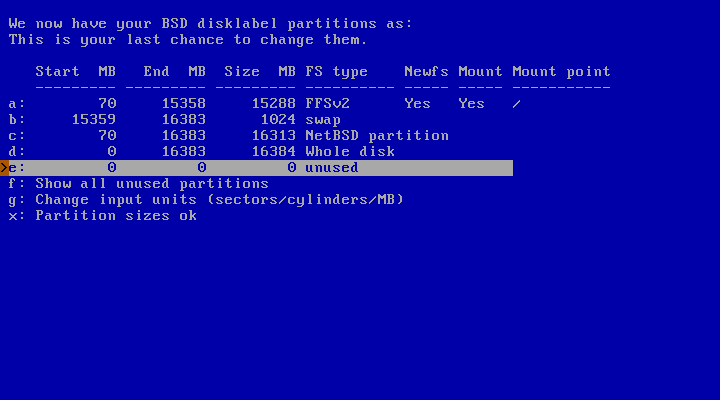 We now have your BSD disklabel partitions as:
This is your last chance to change them.
   Start  MB   End  MB  Size  MB FS type    Newfs Mount Mount point
   --------- --------- --------- ---------- ----- ----- -----------
a:        70     15358     15288 FFSv2      Yes   Yes   /
b:     15359     16383      1024 swap
c:        70     16383     16313 NetBSD partition
d:         0     16383     16384 Whole disk
>e:         0         0         0 unused
f: Show all unused partitions
g: Change input units (sectors/cylinders/MB)
x: Partition sizes ok